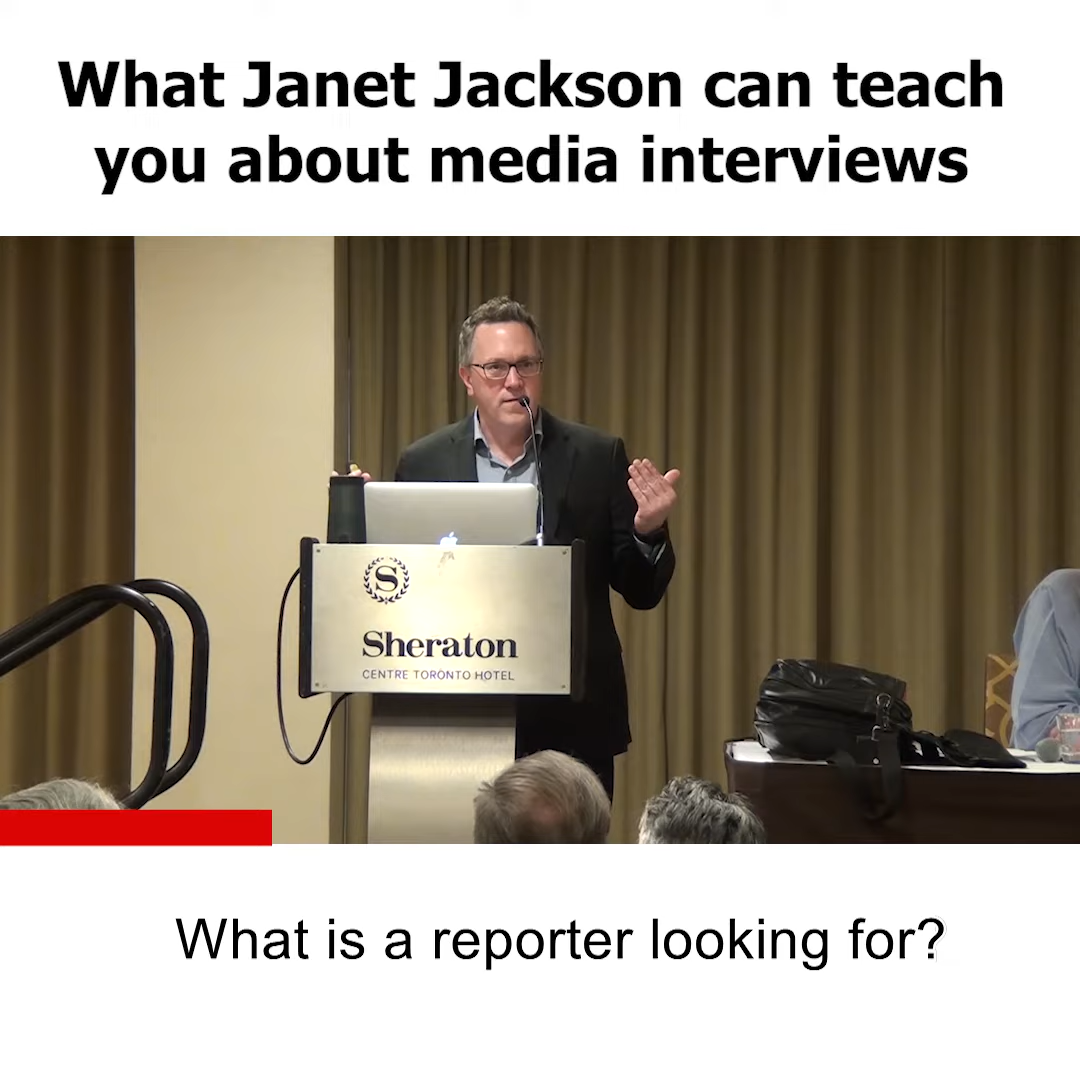 What Janet Jackson can teach
you about media interviews
S
Sheraton
CENTRE TORONTO HOTEL
What is a reporter looking for?